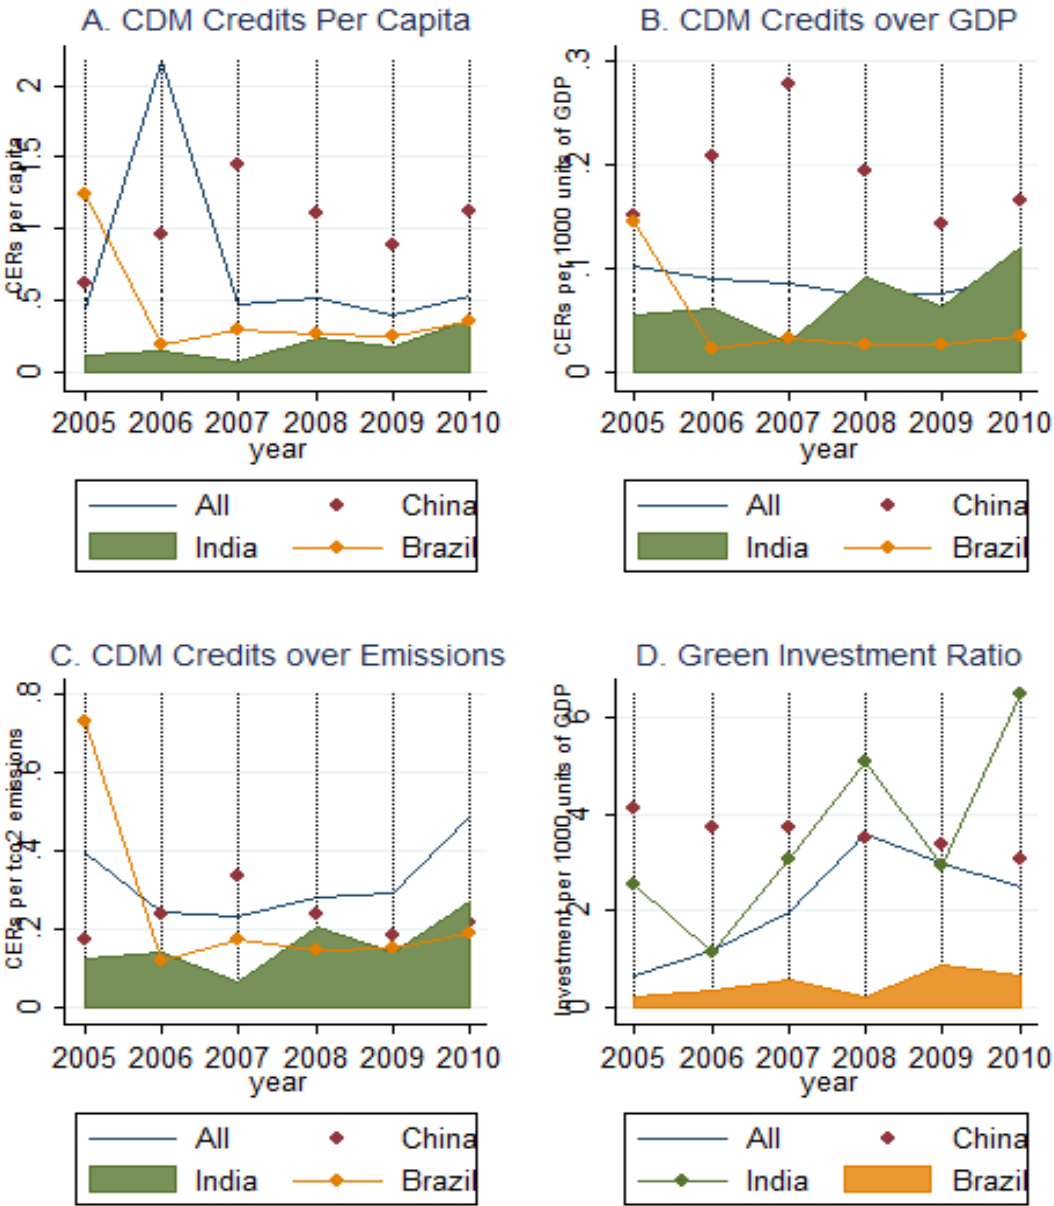 A. CDM Credits Per Capita
CERs per capita
0 .5 1 1.5 2
2005 2006 2007 2008 2009 2010
year
All China
India Brazil
B. CDM Credits over GDP
CERs per 1000 units of GDP
0 .1 .2 .3
2005 2006 2007 2008 2009 2010
year
All China
India Brazil
C. CDM Credits over Emissions
CERs per tco2 emissions
0 .2 .4 .6 .8
2005 2006 2007 2008 2009 2010
year
All China
India Brazil
D. Green Investment Ratio
Investment per 1000 units of GDP
0 2 4 6
2005 2006 2007 2008 2009 2010
year
All China
India Brazil